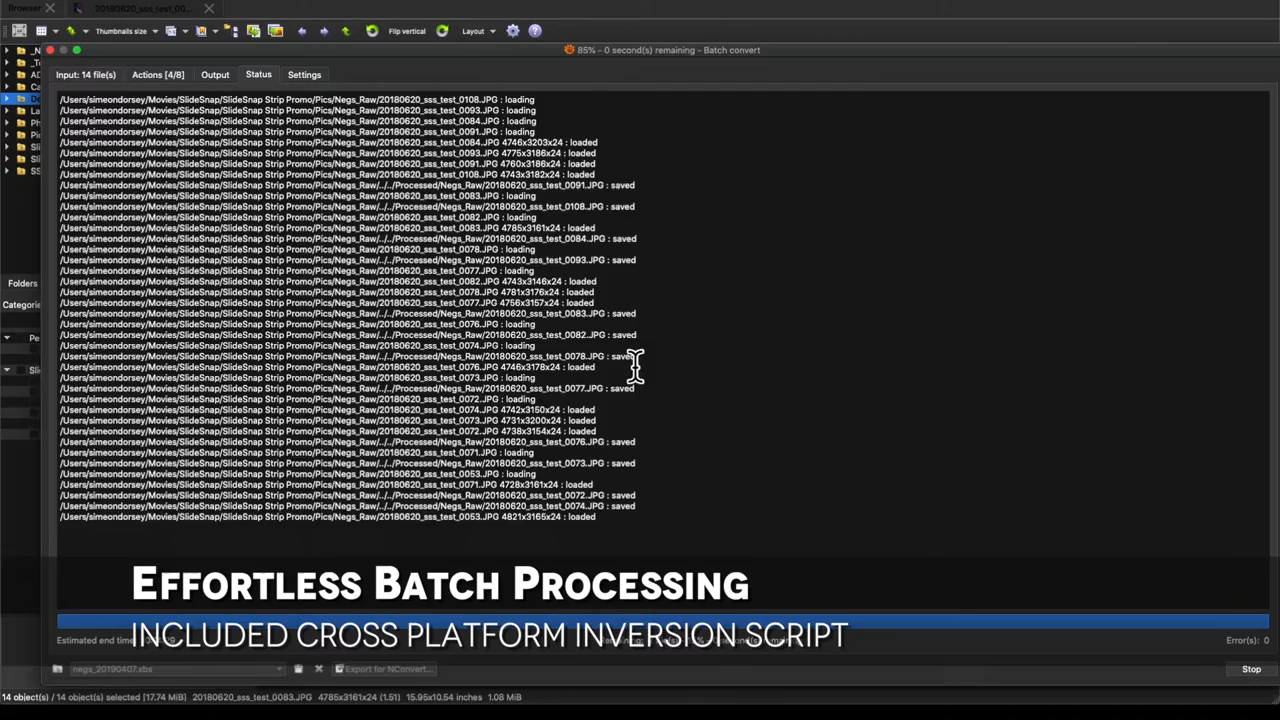 Browser
20180620_sss_test_00...
Thumbnails size
Flip vertical
Layout
85% - 0 second(s) remaining - Batch convert
Input: 14 file(s)
Actions [4/8]
Output
Status
Settings
/Users/simeondorsey/Movies/SlideSnap/SlideSnap Strip Promo/Pics/Negs_Raw/20180620_sss_test_0108.JPG : loading
/Users/simeondorsey/Movies/SlideSnap/SlideSnap Strip Promo/Pics/Negs_Raw/20180620_sss_test_0093.JPG : loading
/Users/simeondorsey/Movies/SlideSnap/SlideSnap Strip Promo/Pics/Negs_Raw/20180620_sss_test_0084.JPG : loading
/Users/simeondorsey/Movies/SlideSnap/SlideSnap Strip Promo/Pics/Negs_Raw/20180620_sss_test_0091.JPG : loading
/Users/simeondorsey/Movies/SlideSnap/SlideSnap Strip Promo/Pics/Negs_Raw/20180620_sss_test_0084.JPG 4746x3203x24 : loaded
/Users/simeondorsey/Movies/SlideSnap/SlideSnap Strip Promo/Pics/Negs_Raw/20180620_sss_test_0093.JPG 4775x3186x24 : loaded
/Users/simeondorsey/Movies/SlideSnap/SlideSnap Strip Promo/Pics/Negs_Raw/20180620_sss_test_0091.JPG 4760x3186x24 : loaded
/Users/simeondorsey/Movies/SlideSnap/SlideSnap Strip Promo/Pics/Negs_Raw/20180620_sss_test_0108.JPG 4743x3182x24 : loaded
/Users/simeondorsey/Movies/SlideSnap/SlideSnap Strip Promo/Pics/Negs_Raw/../../Processed/Negs_Raw/20180620_sss_test_0091.JPG : saved
/Users/simeondorsey/Movies/SlideSnap/SlideSnap Strip Promo/Pics/Negs_Raw/20180620_sss_test_0083.JPG : loading
/Users/simeondorsey/Movies/SlideSnap/SlideSnap Strip Promo/Pics/Negs_Raw/../../Processed/Negs_Raw/20180620_sss_test_0108.JPG : saved
/Users/simeondorsey/Movies/SlideSnap/SlideSnap Strip Promo/Pics/Negs_Raw/20180620_sss_test_0082.JPG : loading
/Users/simeondorsey/Movies/SlideSnap/SlideSnap Strip Promo/Pics/Negs_Raw/20180620_sss_test_0083.JPG 4785x3161x24 : loaded
/Users/simeondorsey/Movies/SlideSnap/SlideSnap Strip Promo/Pics/Negs_Raw/../../Processed/Negs_Raw/20180620_sss_test_0084.JPG : saved
/Users/simeondorsey/Movies/SlideSnap/SlideSnap Strip Promo/Pics/Negs_Raw/20180620_sss_test_0078.JPG : loading
/Users/simeondorsey/Movies/SlideSnap/SlideSnap Strip Promo/Pics/Negs_Raw/../../Processed/Negs_Raw/20180620_sss_test_0093.JPG : saved
/Users/simeondorsey/Movies/SlideSnap/SlideSnap Strip Promo/Pics/Negs_Raw/20180620_sss_test_0077.JPG : loading
/Users/simeondorsey/Movies/SlideSnap/SlideSnap Strip Promo/Pics/Negs_Raw/20180620_sss_test_0082.JPG 4743x3146x24 : loaded
/Users/simeondorsey/Movies/SlideSnap/SlideSnap Strip Promo/Pics/Negs_Raw/20180620_sss_test_0078.JPG 4781x3176x24 : loaded
/Users/simeondorsey/Movies/SlideSnap/SlideSnap Strip Promo/Pics/Negs_Raw/20180620_sss_test_0077.JPG 4756x3157x24 : loaded
/Users/simeondorsey/Movies/SlideSnap/SlideSnap Strip Promo/Pics/Negs_Raw/../../Processed/Negs_Raw/20180620_sss_test_0083.JPG : saved
/Users/simeondorsey/Movies/SlideSnap/SlideSnap Strip Promo/Pics/Negs_Raw/20180620_sss_test_0076.JPG : loading
/Users/simeondorsey/Movies/SlideSnap/SlideSnap Strip Promo/Pics/Negs_Raw/../../Processed/Negs_Raw/20180620_sss_test_0082.JPG : saved
/Users/simeondorsey/Movies/SlideSnap/SlideSnap Strip Promo/Pics/Negs_Raw/20180620_sss_test_0074.JPG : loading
/Users/simeondorsey/Movies/SlideSnap/SlideSnap Strip Promo/Pics/Negs_Raw/../../Processed/Negs_Raw/20180620_sss_test_0078.JPG : saved
/Users/simeondorsey/Movies/SlideSnap/SlideSnap Strip Promo/Pics/Negs_Raw/20180620_sss_test_0076.JPG 4746x3178x24 : loaded
/Users/simeondorsey/Movies/SlideSnap/SlideSnap Strip Promo/Pics/Negs_Raw/20180620_sss_test_0073.JPG : loading
/Users/simeondorsey/Movies/SlideSnap/SlideSnap Strip Promo/Pics/Negs_Raw/../../Processed/Negs_Raw/20180620_sss_test_0077.JPG : saved
/Users/simeondorsey/Movies/SlideSnap/SlideSnap Strip Promo/Pics/Negs_Raw/20180620_sss_test_0072.JPG : loading
/Users/simeondorsey/Movies/SlideSnap/SlideSnap Strip Promo/Pics/Negs_Raw/20180620_sss_test_0074.JPG 4742x3150x24 : loaded
/Users/simeondorsey/Movies/SlideSnap/SlideSnap Strip Promo/Pics/Negs_Raw/20180620_sss_test_0073.JPG 4731x3200x24 : loaded
/Users/simeondorsey/Movies/SlideSnap/SlideSnap Strip Promo/Pics/Negs_Raw/20180620_sss_test_0072.JPG 4738x3154x24 : loaded
/Users/simeondorsey/Movies/SlideSnap/SlideSnap Strip Promo/Pics/Negs_Raw/../../Processed/Negs_Raw/20180620_sss_test_0076.JPG : saved
/Users/simeondorsey/Movies/SlideSnap/SlideSnap Strip Promo/Pics/Negs_Raw/20180620_sss_test_0071.JPG : loading
/Users/simeondorsey/Movies/SlideSnap/SlideSnap Strip Promo/Pics/Negs_Raw/../../Processed/Negs_Raw/20180620_sss_test_0073.JPG : saved
/Users/simeondorsey/Movies/SlideSnap/SlideSnap Strip Promo/Pics/Negs_Raw/20180620_sss_test_0053.JPG : loading
/Users/simeondorsey/Movies/SlideSnap/SlideSnap Strip Promo/Pics/Negs_Raw/20180620_sss_test_0071.JPG 4728x3161x24 : loaded
/Users/simeondorsey/Movies/SlideSnap/SlideSnap Strip Promo/Pics/Negs_Raw/../../Processed/Negs_Raw/20180620_sss_test_0072.JPG : saved
/Users/simeondorsey/Movies/SlideSnap/SlideSnap Strip Promo/Pics/Negs_Raw/../../Processed/Negs_Raw/20180620_sss_test_0074.JPG : saved
/Users/simeondorsey/Movies/SlideSnap/SlideSnap Strip Promo/Pics/Negs_Raw/20180620_sss_test_0053.JPG 4821x3165x24 : loaded
Folders
Categorie
Pe
Sli
EFFORTLESS BATCH PROCESSING
INCLUDED CROSS PLATFORM INVERSION SCRIPT
Estimated end time:
Error(s): 0
negs_20190407.xbs
Export for NConvert...
Stop
14 object(s) / 14 object(s) selected [17.74 MiB] 20180620_sss_test_0083.JPG 4785x3161x24 (1.51) 15.95x10.54 inches 1.08 MiB